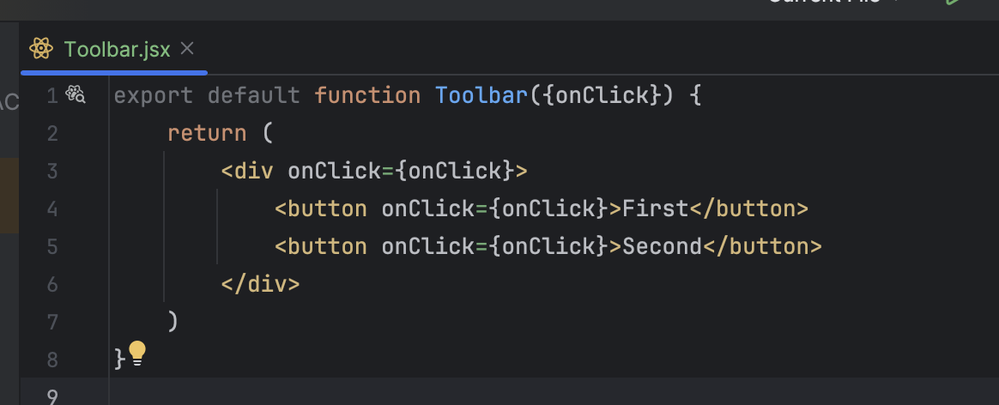 Toolbar.jsx
1 export default function Toolbar({onClick}) {
2 return (
3 <div onClick={onClick}>
4 <button onClick={onClick}>First</button>
5 <button onClick={onClick}>Second</button>
6 </div>
7 )
8 }
9